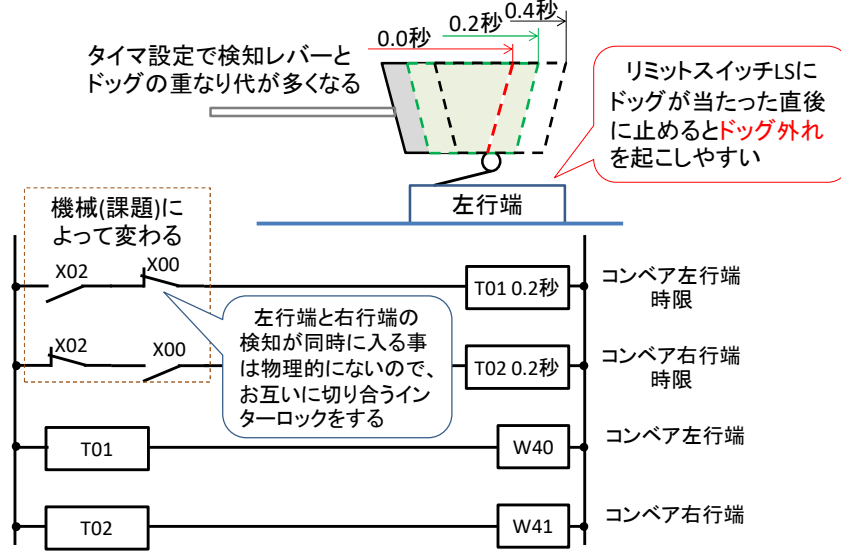 0.4秒
0.2秒
0.0秒
タイマ設定で検知レバーと
ドッグの重なり代が多くなる
リミットスイッチLSに
ドッグが当たった直後
に止めるとドッグ外れ
を起こしやすい
左行端
機械(課題)に
よって変わる
X02
X00
T01 0.2秒
コンベア左行端
時限
左行端と右行端の
検知が同時に入る事
は物理的にないので、
お互いに切り合うイン
ターロックをする
X02
X00
T02 0.2秒
コンベア右行端
時限
T01
W40
コンベア左行端
T02
W41
コンベア右行端